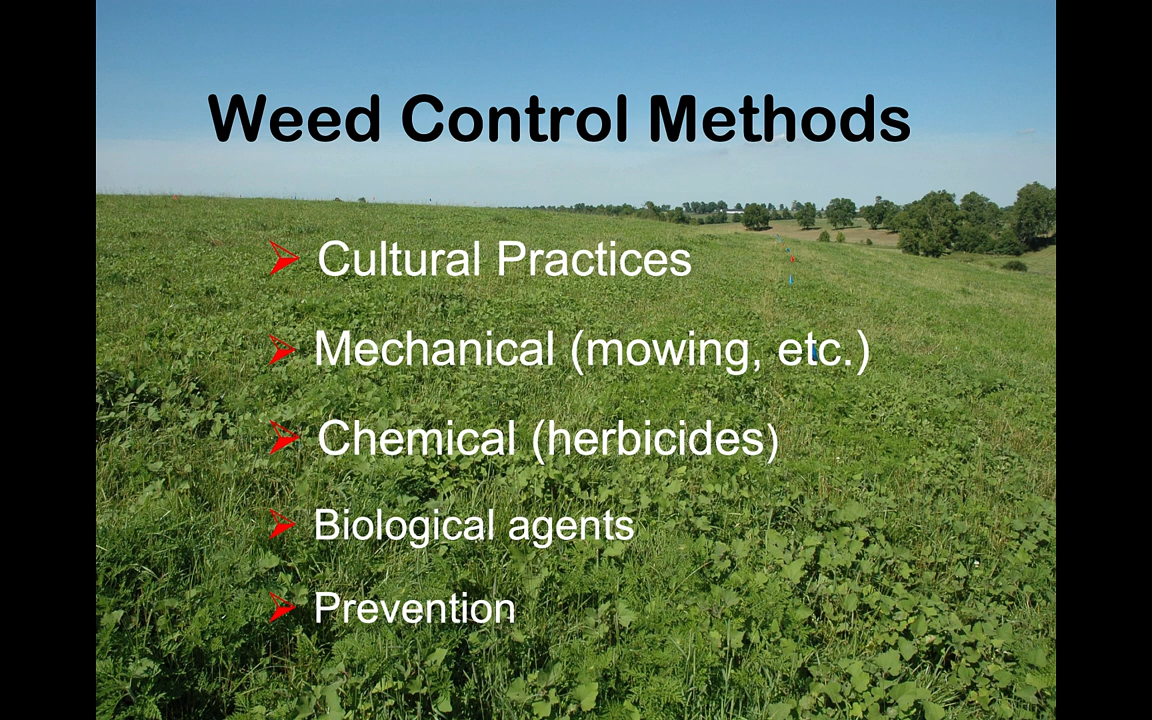 Weed Control Methods
Cultural Practices
Mechanical (mowing, etc.)
Chemical (herbicides)
Biological agents
Prevention